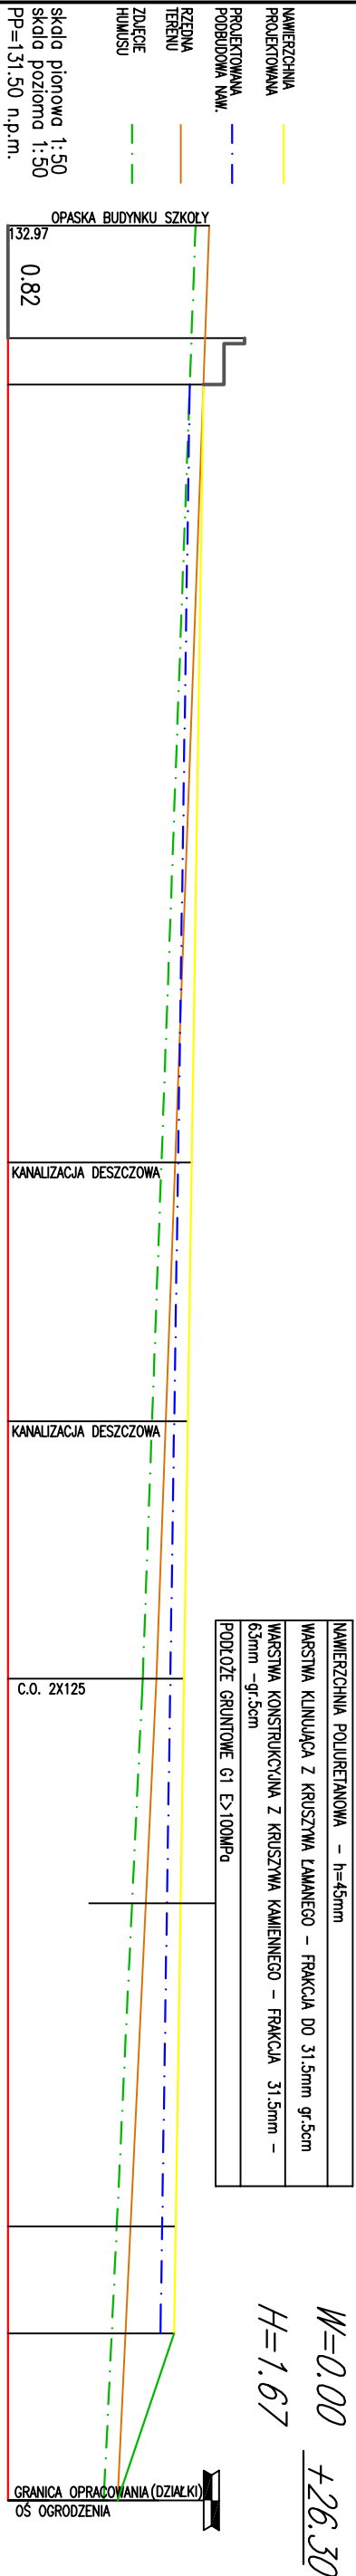 NAWIERZCHNIA
PROJEKTOWANA
PROJEKTOWANA
PODBUDOWA NAW.
RZĘDNA
TERENU
ZDJĘCIE
HUMUSU
skala pionowa 1:50
skala pozioma 1:50
PP=131.50 n.p.m.
OPASKA BUDYNKU SZKOŁY
132.97
0.82
KANALIZACJA DESZCZOWA
KANALIZACJA DESZCZOWA
C.O. 2X125
NAWIERZCHNIA POLIURETANOWA - h=45mm
WARSTWA KLINUJĄCA Z KRUSZYWA ŁAMANEGO - FRAKCJA DO 31.5mm gr.5cm
WARSTWA KONSTRUKCYJNA Z KRUSZYWA KAMIENNEGO - FRAKCJA 31.5mm -
63mm -gr.5cm
PODŁOŻE GRUNTOWE G1 E>100MPa
W=0.00
H=1.67
+26.30
GRANICA OPRACOWANIA (DZIAŁKI)
OŚ OGRODZENIA